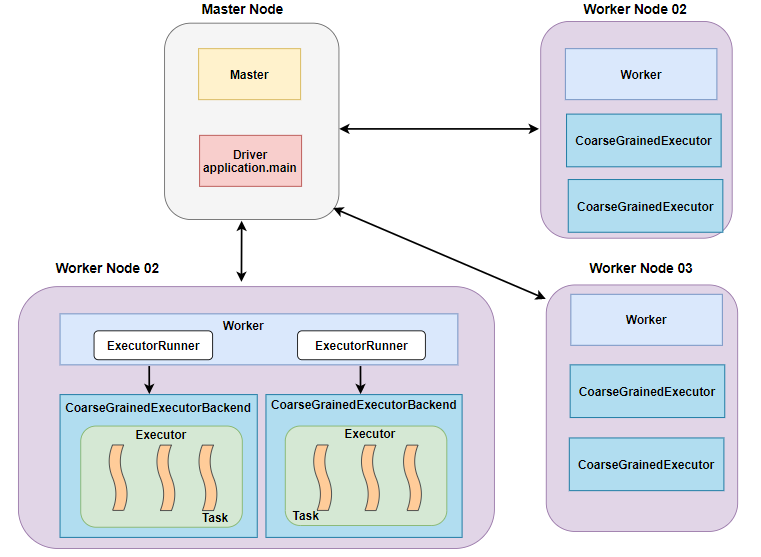 Master Node
Master
Driver
application.main
Worker Node 02
Worker
CoarseGrainedExecutor
CoarseGrainedExecutor
Worker Node 02
Worker
ExecutorRunner
ExecutorRunner
CoarseGrainedExecutorBackend
Executor
Task
CoarseGrainedExecutorBackend
Executor
Task
Worker Node 03
Worker
CoarseGrainedExecutor
CoarseGrainedExecutor